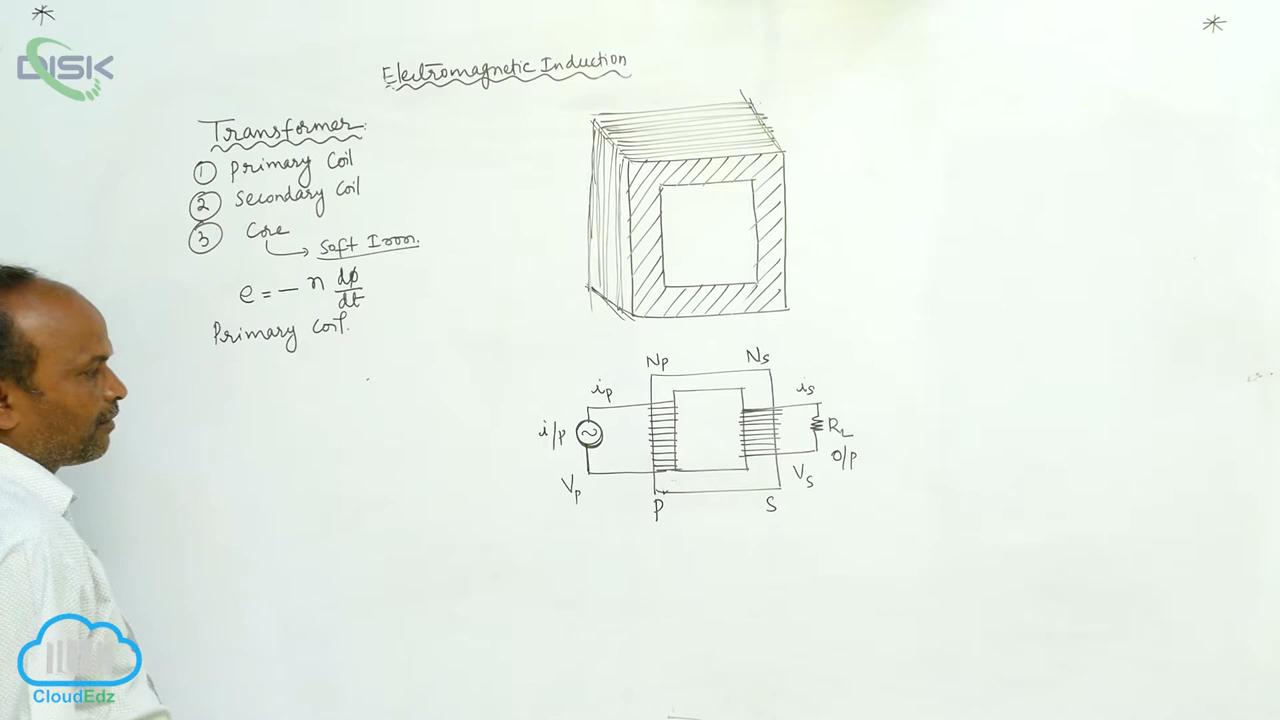 DISK
Electromagnetic Induction
Transformer:
① Primary Coil
② Secondary Coil
③ Core
Soft Iron.
e = - n dφ/dt
Primary coil.
Np Ns
ip is
i/p
RL
O/P
Vp Vs
P S
CloudEdz